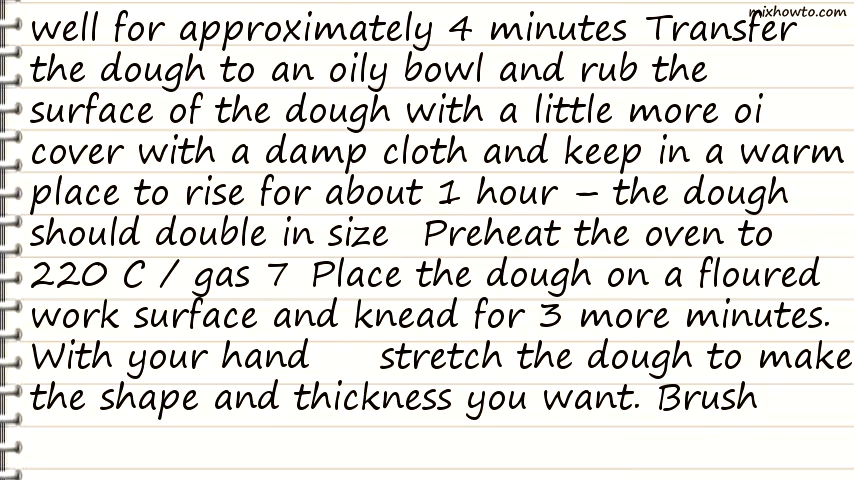 mixhowto.com
well for approximately 4 minutes Transfer
the dough to an oily bowl and rub the
surface of the dough with a little more oi
cover with a damp cloth and keep in a warm
place to rise for about 1 hour – the dough
should double in size Preheat the oven to
220 C / gas 7 Place the dough on a floured
work surface and knead for 3 more minutes.
With your hand stretch the dough to make
the shape and thickness you want. Brush